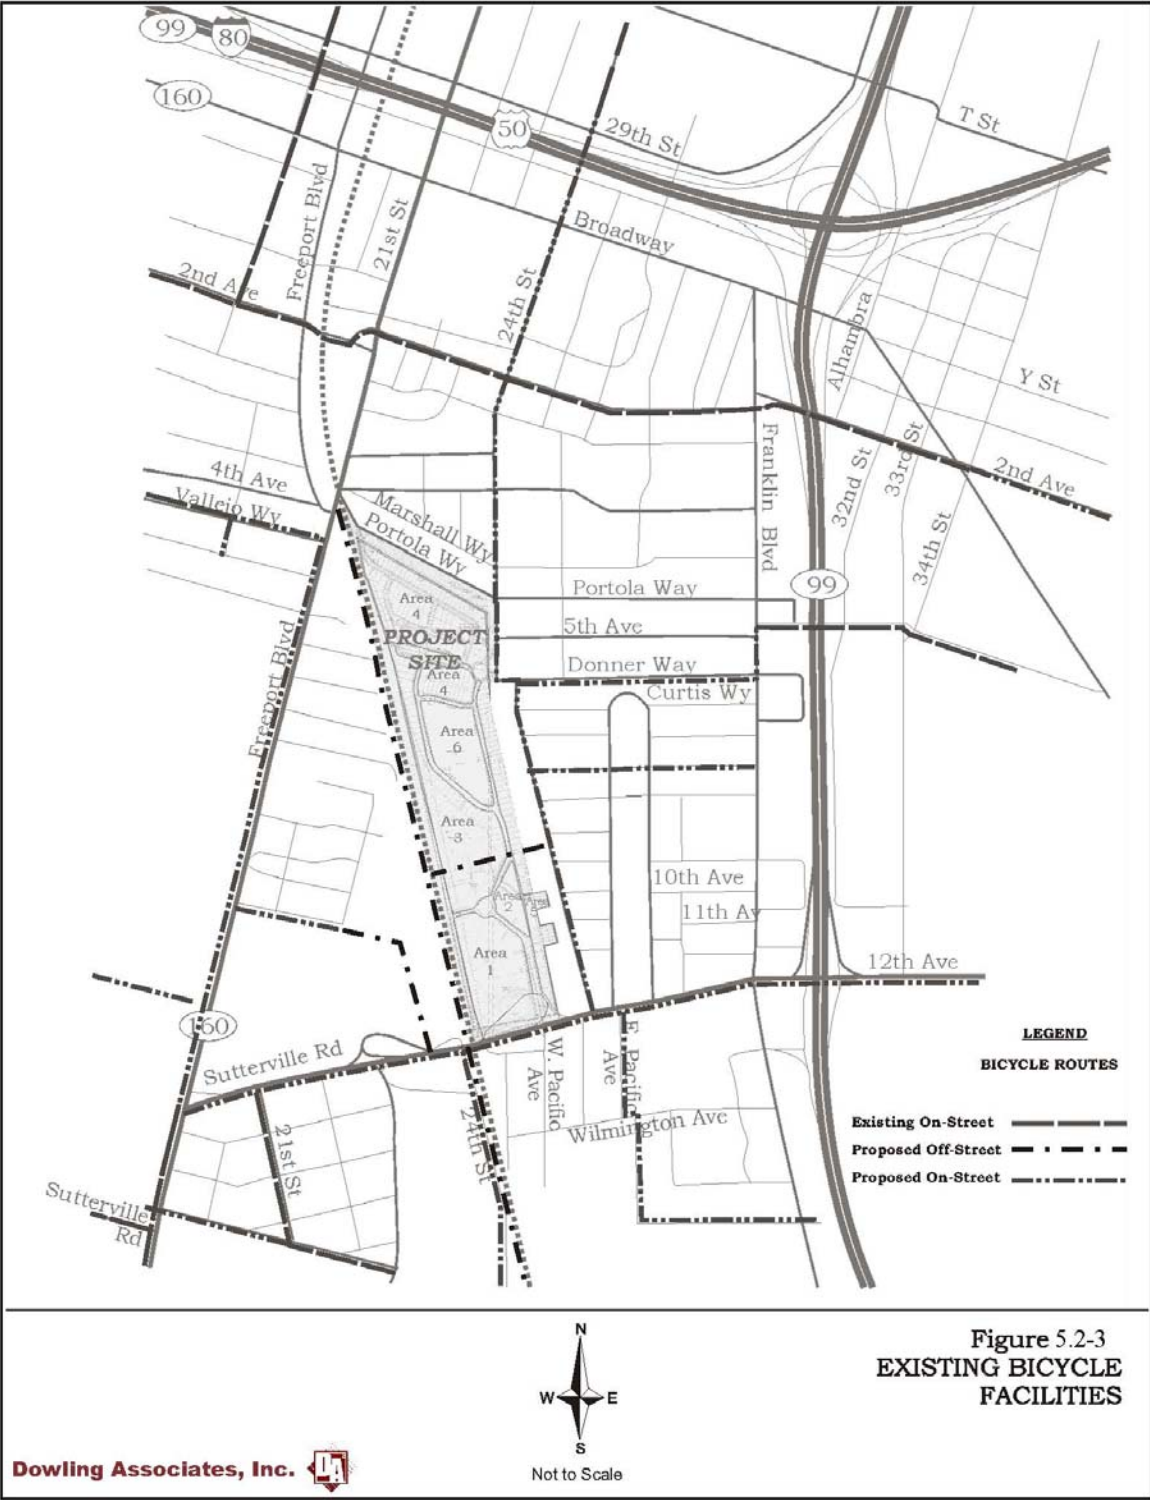 99
80
160
50
29th St
T St
Freeport Blvd
21st St
Broadway
2nd Ave
24th St
Alhambra
Y St
4th Ave
Vallejo Wy
Marshall Wy
Portola Wy
Franklin Blvd
32nd St
33rd St
2nd Ave
34th St
99
Portola Way
5th Ave
Donner Way
Curtis Wy
Area
4
PROJECT
SITE
Area
4
Area
6
Area
3
Freeport Blvd
10th Ave
11th Av
Area
2
Area
1
12th Ave
160
Sutterville Rd
W. Pacific
Ave
E. Pacific
Ave
Wilmington Ave
24th St
21st St
Sutterville
Rd
LEGEND
BICYCLE ROUTES
Existing On-Street
Proposed Off-Street
Proposed On-Street
N
W E
S
Not to Scale
Figure 5.2-3
EXISTING BICYCLE
FACILITIES
Dowling Associates, Inc. DA